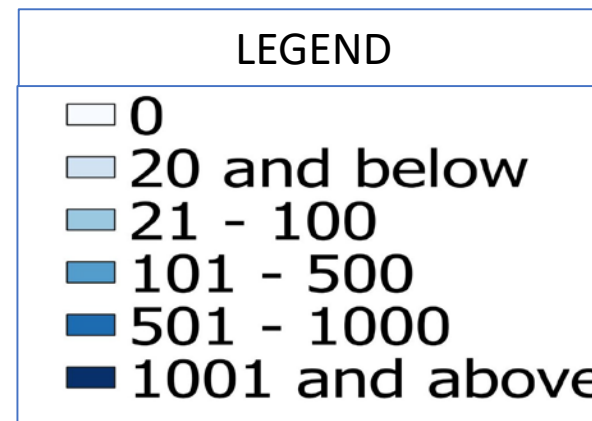 LEGEND
0
20 and below
21 - 100
101 - 500
501 - 1000
1001 and above